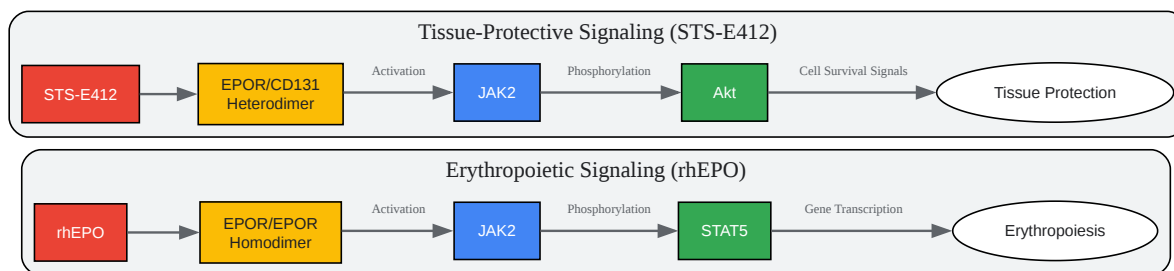 Tissue-Protective Signaling (STS-E412)
STS-E412
EPOR/CD131
Heterodimer
Activation
JAK2
Phosphorylation
Akt
Cell Survival Signals
Tissue Protection
Erythropoietic Signaling (rhEPO)
rhEPO
EPOR/EPOR
Homodimer
Activation
JAK2
Phosphorylation
STAT5
Gene Transcription
Erythropoiesis